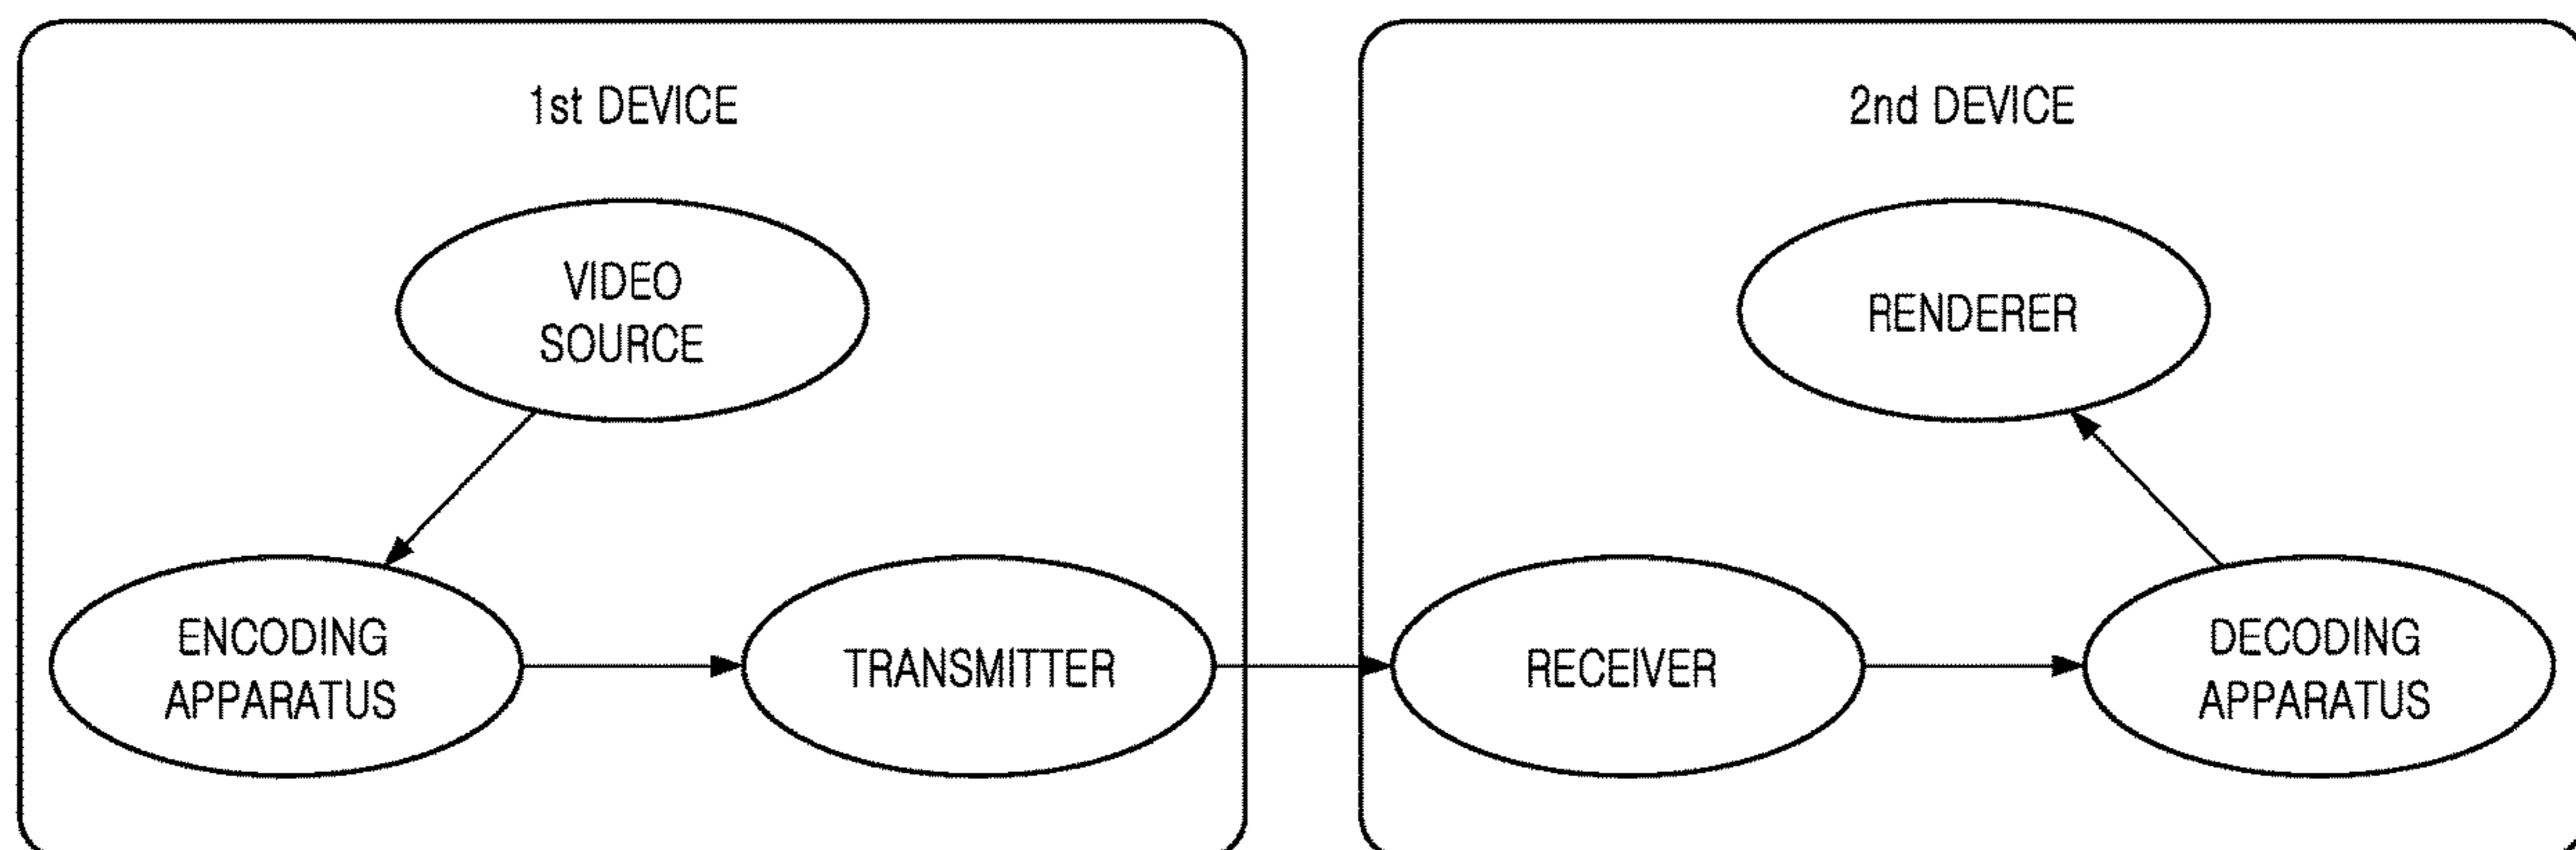 1st DEVICE
VIDEO
SOURCE
ENCODING
APPARATUS
TRANSMITTER
2nd DEVICE
RENDERER
RECEIVER
DECODING
APPARATUS